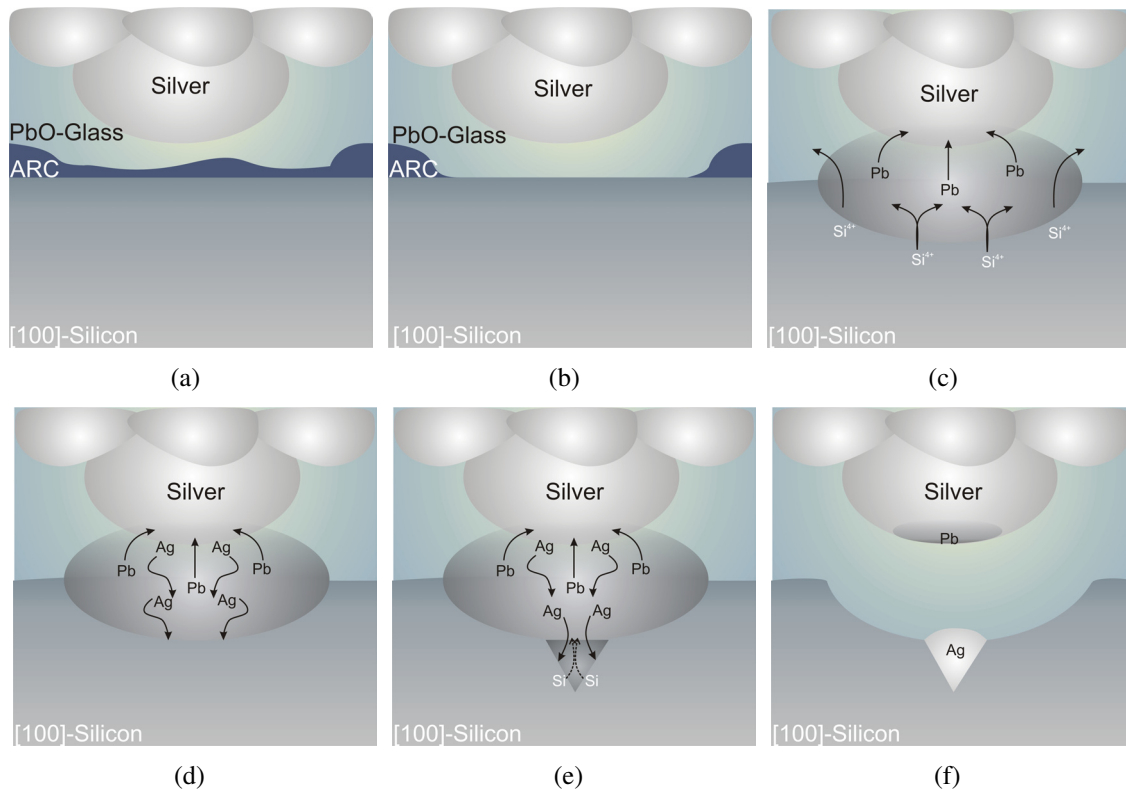 Silver
PbO-Glass
ARC
[100]-Silicon
(a)
Silver
PbO-Glass
ARC
[100]-Silicon
(b)
Silver
Pb
Pb
Pb
Si⁴⁺
Si⁴⁺
Si⁴⁺
Si⁴⁺
[100]-Silicon
(c)
Silver
Ag
Ag
Pb
Pb
Pb
Ag
Ag
[100]-Silicon
(d)
Silver
Ag
Ag
Pb
Pb
Pb
Ag
Ag
Si
Si
[100]-Silicon
(e)
Silver
Pb
Ag
[100]-Silicon
(f)